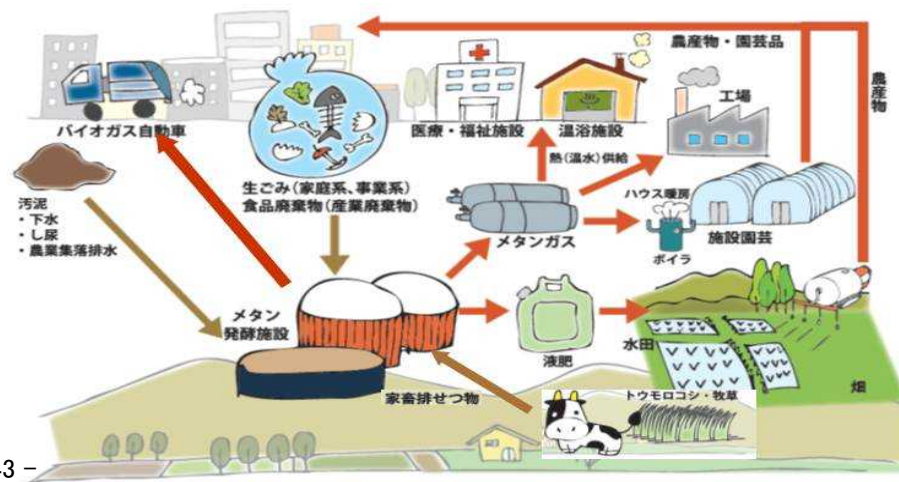 農産物・園芸品
農産物
工場
バイオガス自動車
医療・福祉施設
温浴施設
熱(温水)供給
生ごみ(家庭系、事業系)
食品廃棄物(産業廃棄物)
汚泥
・下水
・し尿
・農業集落排水
メタンガス
ハウス暖房
ボイラ
施設園芸
メタン
発酵施設
液肥
水田
畑
家畜排せつ物
トウモロコシ・牧草
3 -